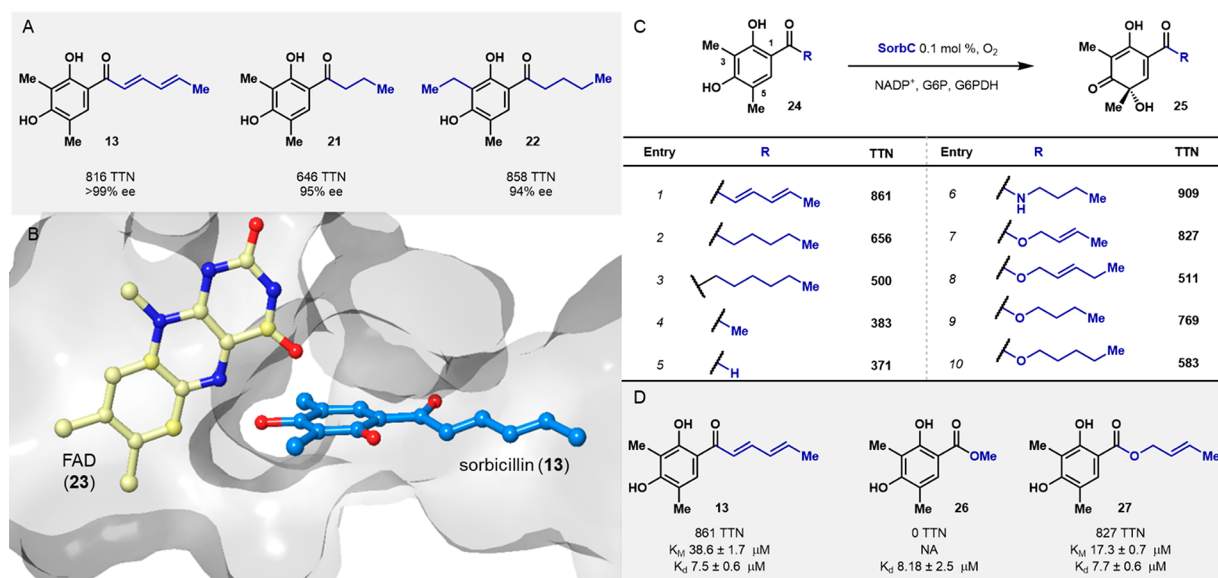 A
OH
O
Me
Me
HO
Me
13
816 TTN
>99% ee
OH
O
Me
Me
HO
Me
21
646 TTN
95% ee
Me
OH
O
Me
HO
Me
22
858 TTN
94% ee
B
FAD
(23)
sorbicillin (13)
C
OH
O
Me
1
R
3
HO
5
Me
24
SorbC 0.1 mol %, O₂
NADP⁺, G6P, G6PDH
OH
O
Me
R
O
Me
OH
25
Entry R TTN
1 Me 861
2 Me 656
3 Me 500
4 Me 383
5 H 371
Entry R TTN
6 N H Me 909
7 O Me 827
8 O Me 511
9 O Me 769
10 O Me 583
D
OH
O
Me
Me
HO
Me
13
861 TTN
K_M 38.6 ± 1.7 μM
K_d 7.5 ± 0.6 μM
OH
O
Me
OMe
HO
Me
26
0 TTN
NA
K_d 8.18 ± 2.5 μM
OH
O
Me
O
Me
HO
Me
27
827 TTN
K_M 17.3 ± 0.7 μM
K_d 7.7 ± 0.6 μM